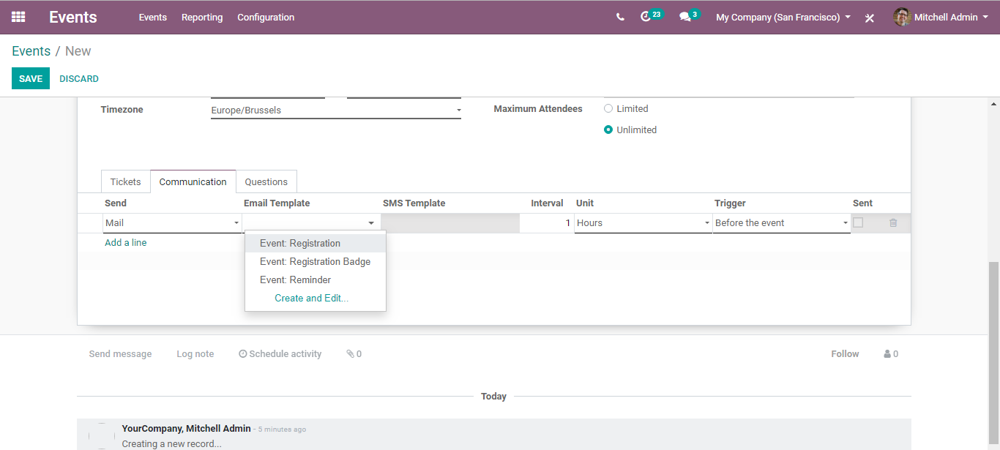 Events Events Reporting Configuration 23 3 My Company (San Francisco) Mitchell Admin
Events / New
SAVE DISCARD
Timezone Europe/Brussels Maximum Attendees Limited
Unlimited
Tickets Communication Questions
Send Email Template SMS Template Interval Unit Trigger Sent
Mail 1 Hours Before the event
Add a line
Event: Registration
Event: Registration Badge
Event: Reminder
Create and Edit...
Send message Log note Schedule activity 0 Follow 0
Today
YourCompany, Mitchell Admin - 5 minutes ago
Creating a new record...